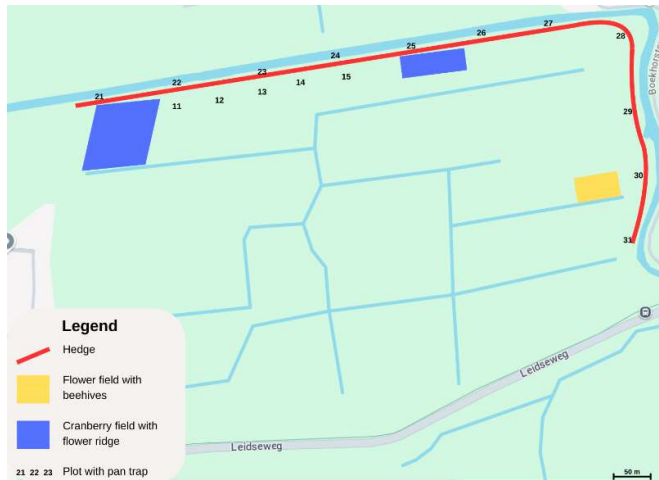 27
28
26
25
24
23
22
21
15
14
13
12
11
Boekhorste
29
30
31
Leidseweg
Leidseweg
Legend
Hedge
Flower field with
beehives
Cranberry field with
flower ridge
21 22 23 Plot with pan trap
50 m